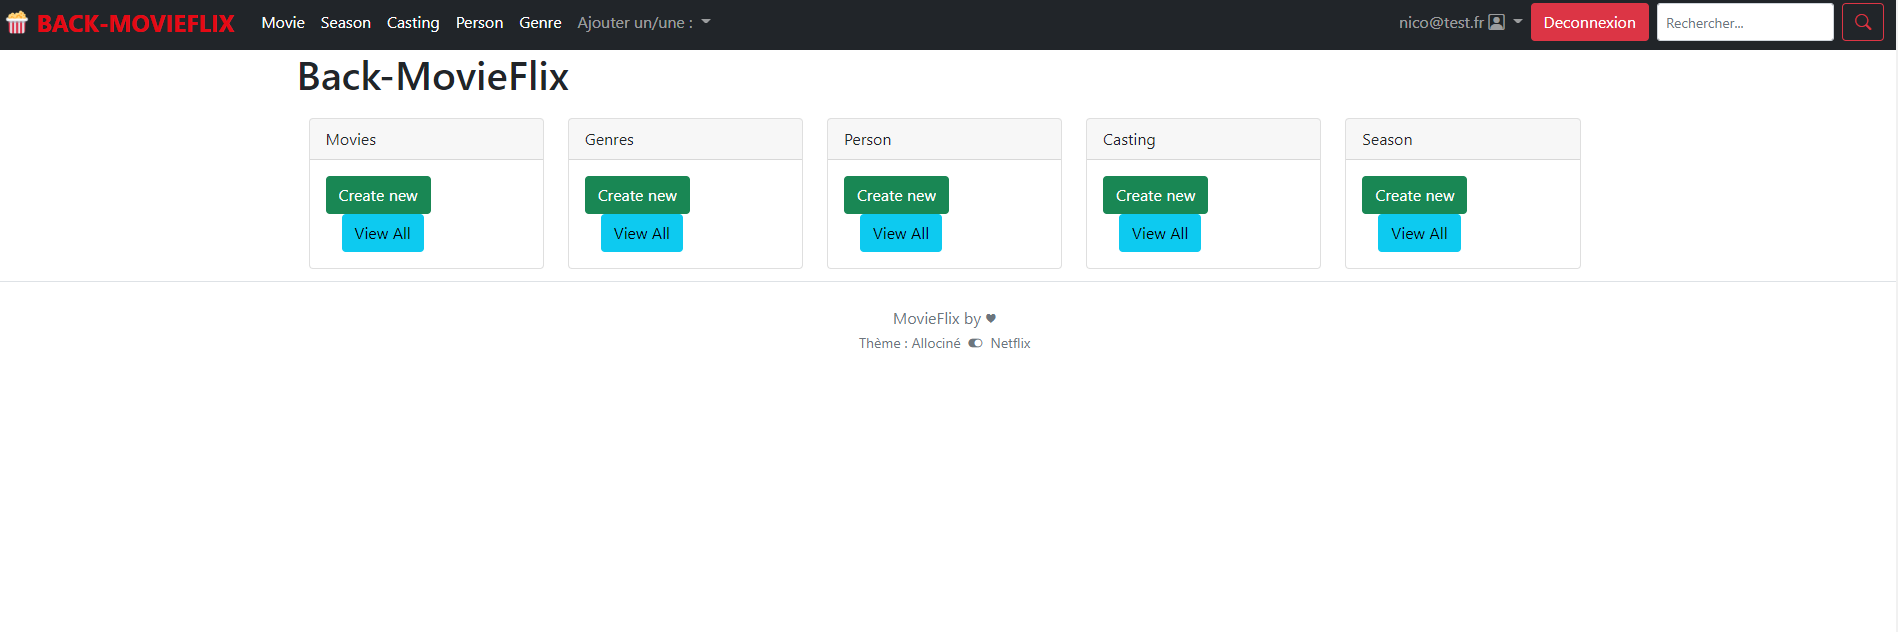 BACK-MOVIEFLIX Movie Season Casting Person Genre Ajouter un/une : nico@test.fr Deconnexion Rechercher...
Back-MovieFlix
Movies Genres Person Casting Season
Create new Create new Create new Create new Create new
View All View All View All View All View All
MovieFlix by
Thème : Allociné Netflix